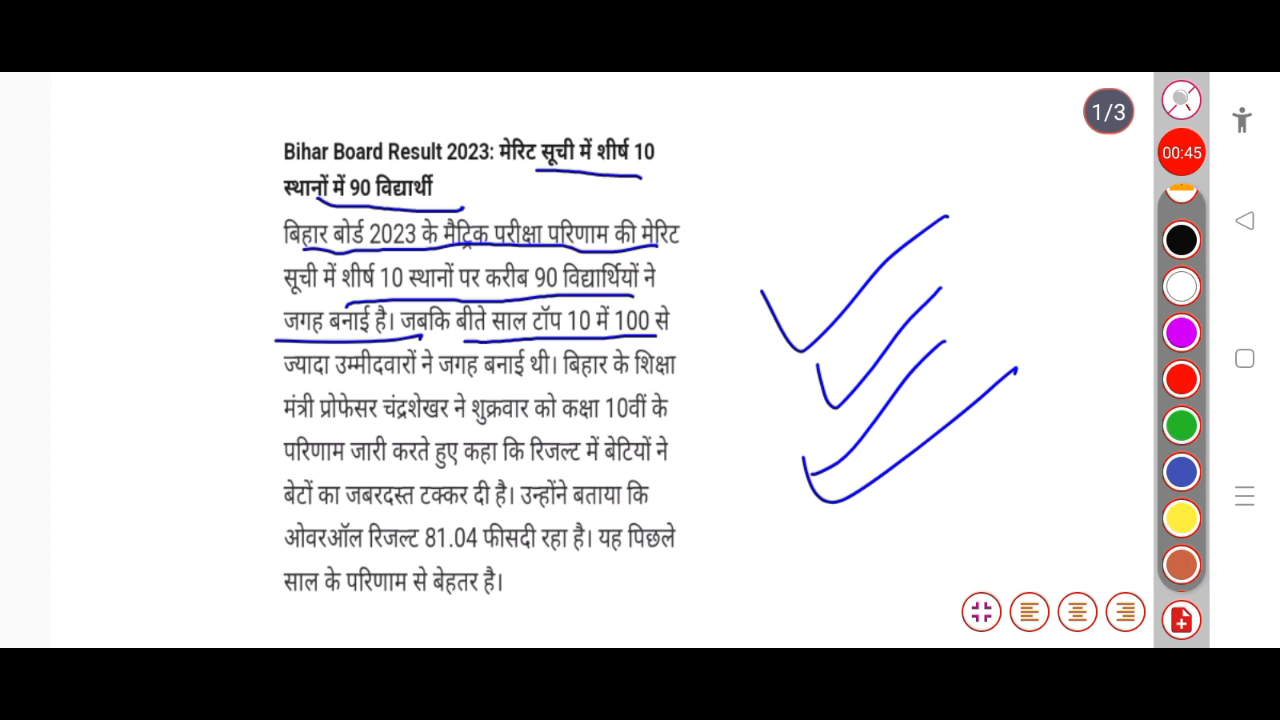 1/3
00:45
Bihar Board Result 2023: मेरिट सूची में शीर्ष 10
स्थानों में 90 विद्यार्थी
बिहार बोर्ड 2023 के मैट्रिक परीक्षा परिणाम की मेरिट
सूची में शीर्ष 10 स्थानों पर करीब 90 विद्यार्थियों ने
जगह बनाई है। जबकि बीते साल टॉप 10 में 100 से
ज्यादा उम्मीदवारों ने जगह बनाई थी। बिहार के शिक्षा
मंत्री प्रोफेसर चंद्रशेखर ने शुक्रवार को कक्षा 10वीं के
परिणाम जारी करते हुए कहा कि रिजल्ट में बेटियों ने
बेटों का जबरदस्त टक्कर दी है। उन्होंने बताया कि
ओवरऑल रिजल्ट 81.04 फीसदी रहा है। यह पिछले
साल के परिणाम से बेहतर है।